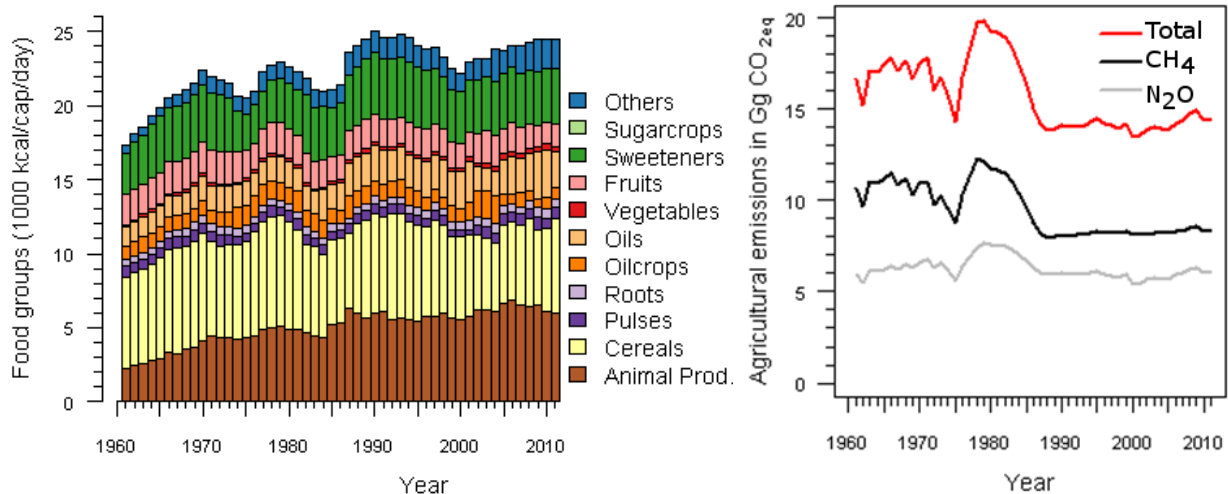 Food groups (1000 kcal/cap/day)
25
20
15
10
5
0
1960
1970
1980
1990
2000
2010
Year
Others
Sugarcrops
Sweeteners
Fruits
Vegetables
Oils
Oilcrops
Roots
Pulses
Cereals
Animal Prod.
Agricultural emissions in Gg CO2eq
20
15
10
5
0
1960
1970
1980
1990
2000
2010
Year
Total
CH4
N2O